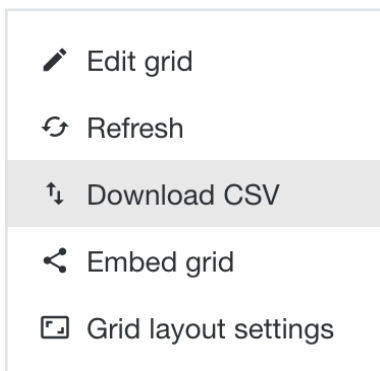 Edit grid
Refresh
Download CSV
Embed grid
Grid layout settings